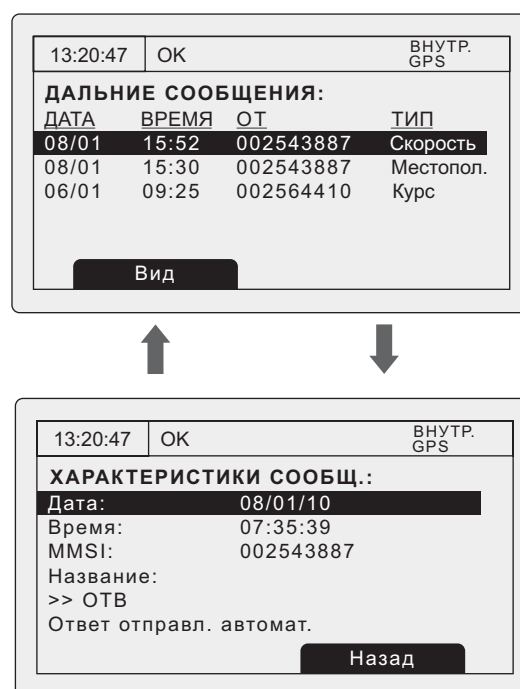 13:20:47 OK ВНУТР. GPS
ДАЛЬНИЕ СООБЩЕНИЯ:
ДАТА ВРЕМЯ ОТ ТИП
08/01 15:52 002543887 Скорость
08/01 15:30 002543887 Местопол.
06/01 09:25 002564410 Курс
Вид
13:20:47 OK ВНУТР. GPS
ХАРАКТЕРИСТИКИ СООБЩ.:
Дата: 08/01/10
Время: 07:35:39
MMSI: 002543887
Название:
>> ОТВ
Ответ отправл. автомат.
Назад